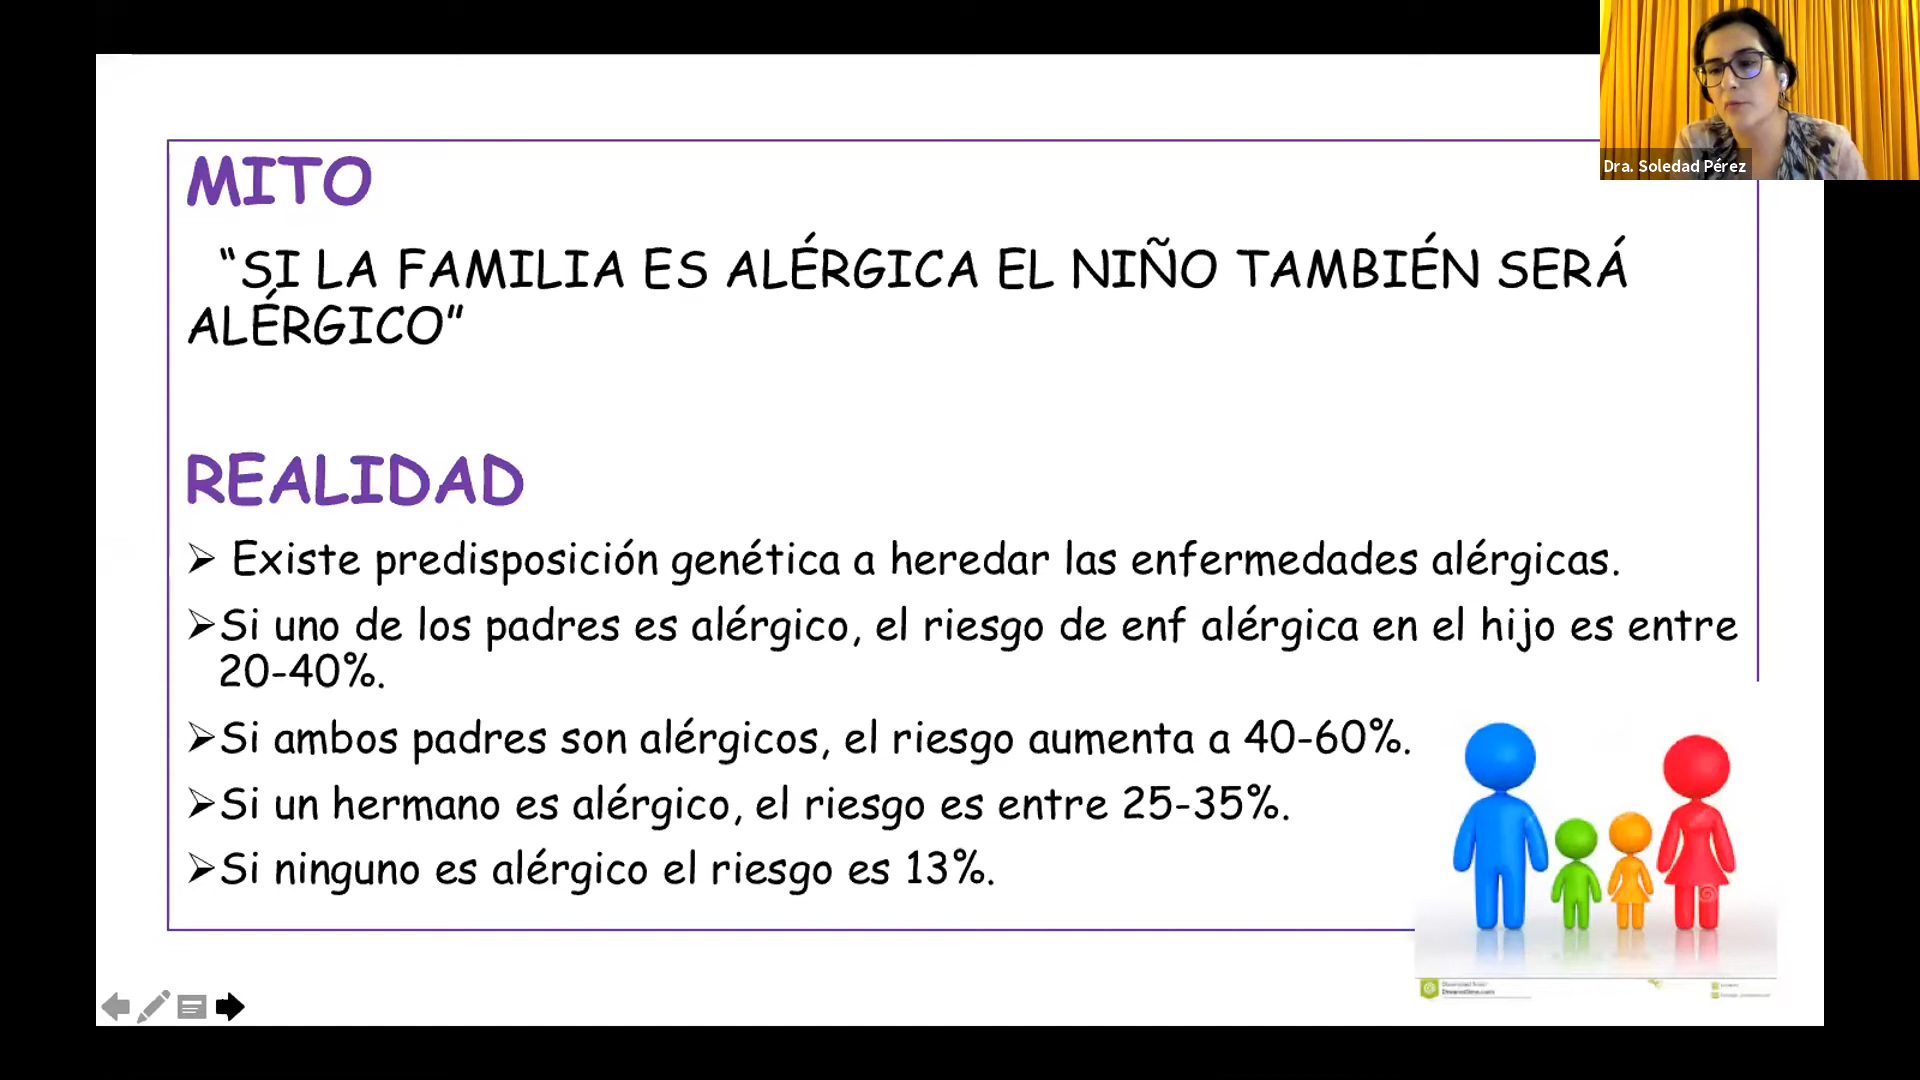 Dra. Soledad Pérez
MITO
“SI LA FAMILIA ES ALÉRGICA EL NIÑO TAMBIÉN SERÁ
ALÉRGICO”
REALIDAD
Existe predisposición genética a heredar las enfermedades alérgicas.
Si uno de los padres es alérgico, el riesgo de enf alérgica en el hijo es entre
20-40%.
Si ambos padres son alérgicos, el riesgo aumenta a 40-60%.
Si un hermano es alérgico, el riesgo es entre 25-35%.
Si ninguno es alérgico el riesgo es 13%.